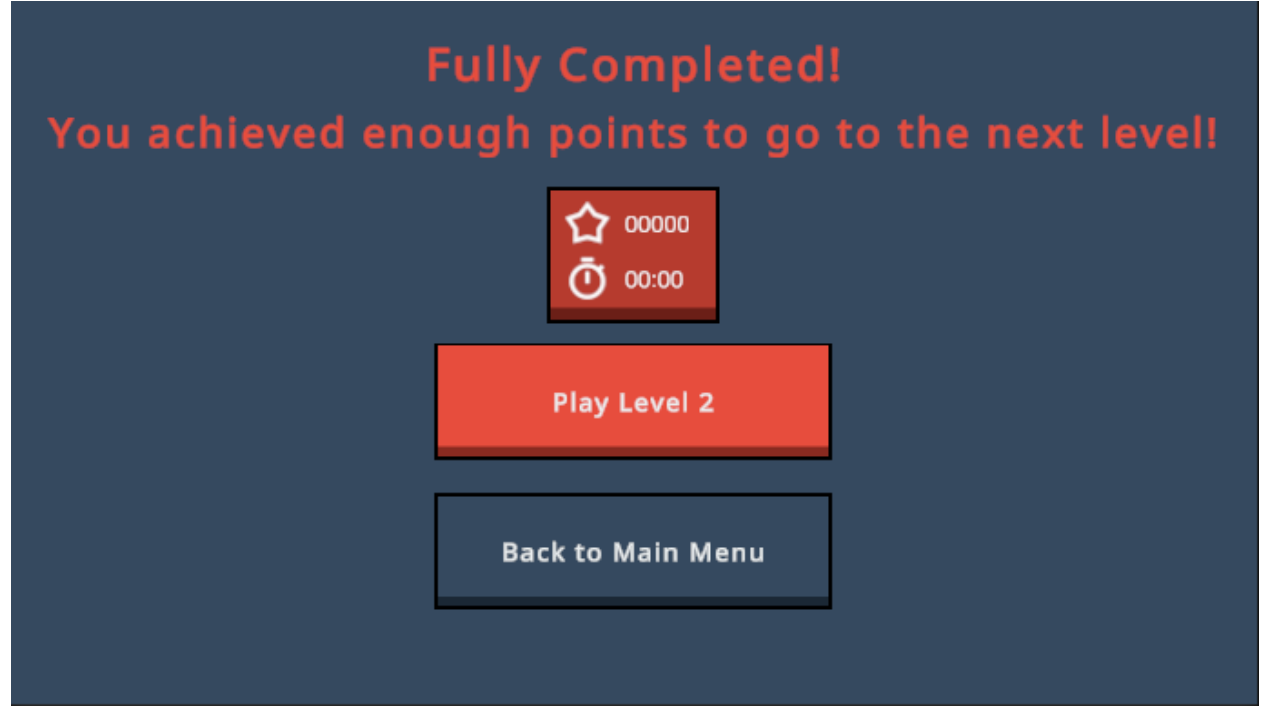 Fully Completed!
You achieved enough points to go to the next level!
00000
00:00
Play Level 2
Back to Main Menu